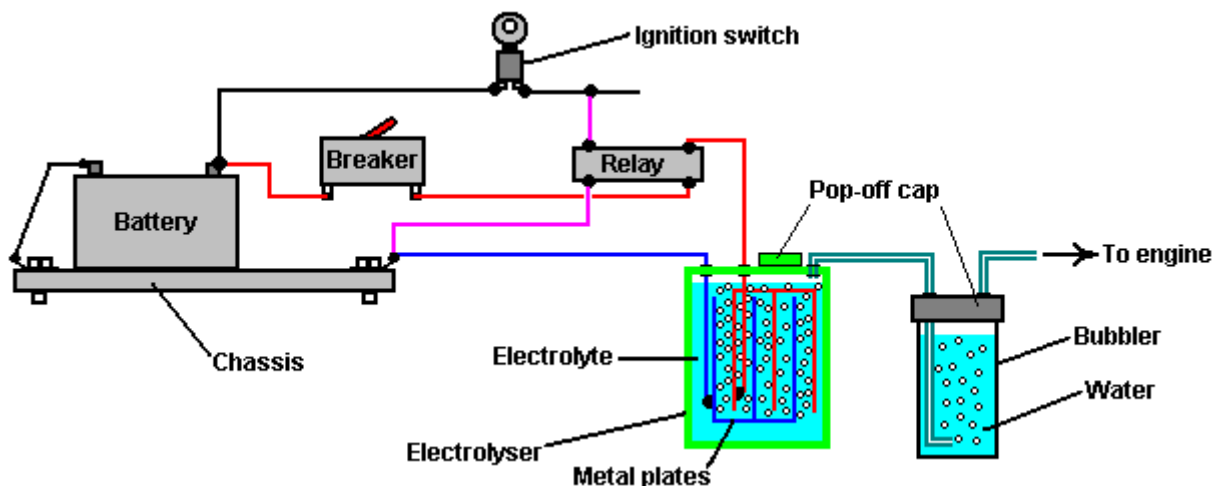 Ignition switch
Breaker
Relay
Pop-off cap
Battery
To engine
Chassis
Electrolyte
Bubbler
Water
Electrolyser
Metal plates